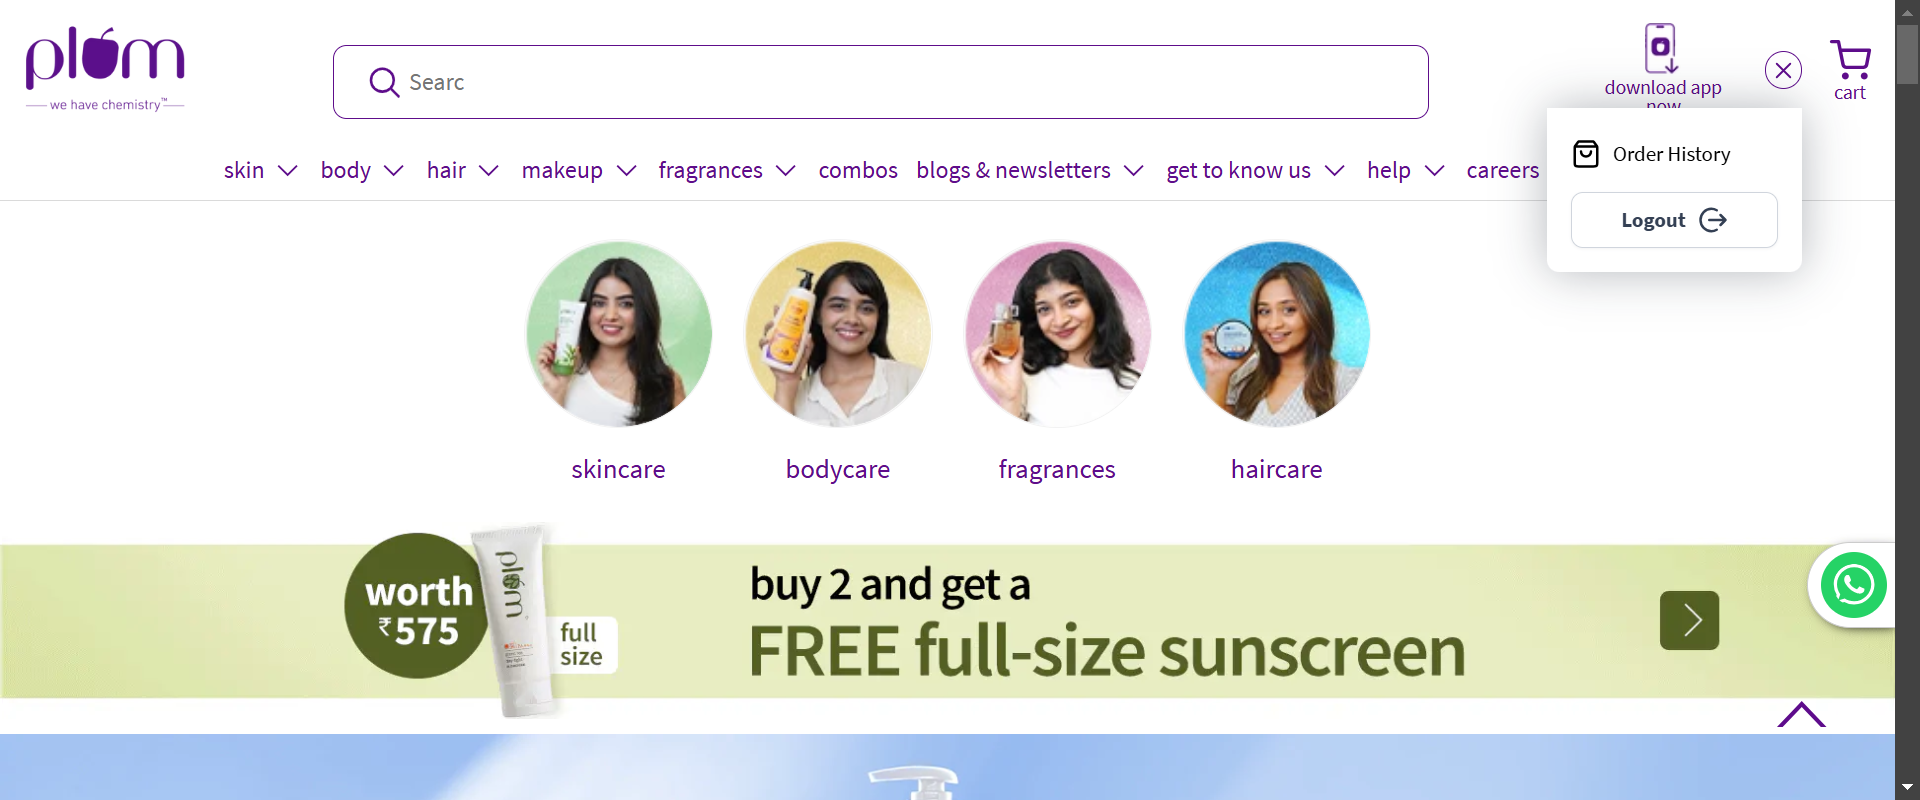 plum
we have chemistry™
Searc
download app
now
cart
skin
body
hair
makeup
fragrances
combos
blogs & newsletters
get to know us
help
careers
Order History
Logout
skincare
bodycare
fragrances
haircare
worth
₹575
plum
full
size
buy 2 and get a
FREE full-size sunscreen